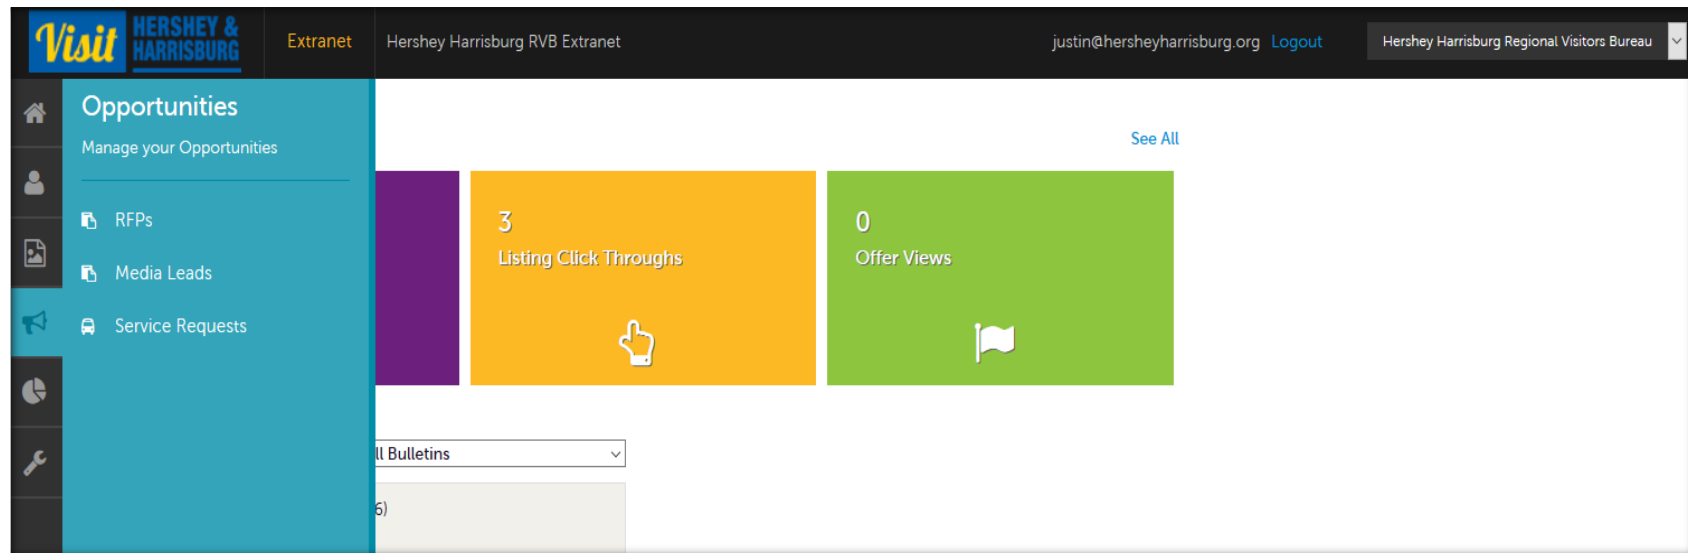 Visit HERSHEY &
HARRISBURG
Extranet
Hershey Harrisburg RVB Extranet
justin@hersheyharrisburg.org Logout
Hershey Harrisburg Regional Visitors Bureau
Opportunities
Manage your Opportunities
RFPs
Media Leads
Service Requests
See All
3
Listing Click Throughs
0
Offer Views
ll Bulletins
6)